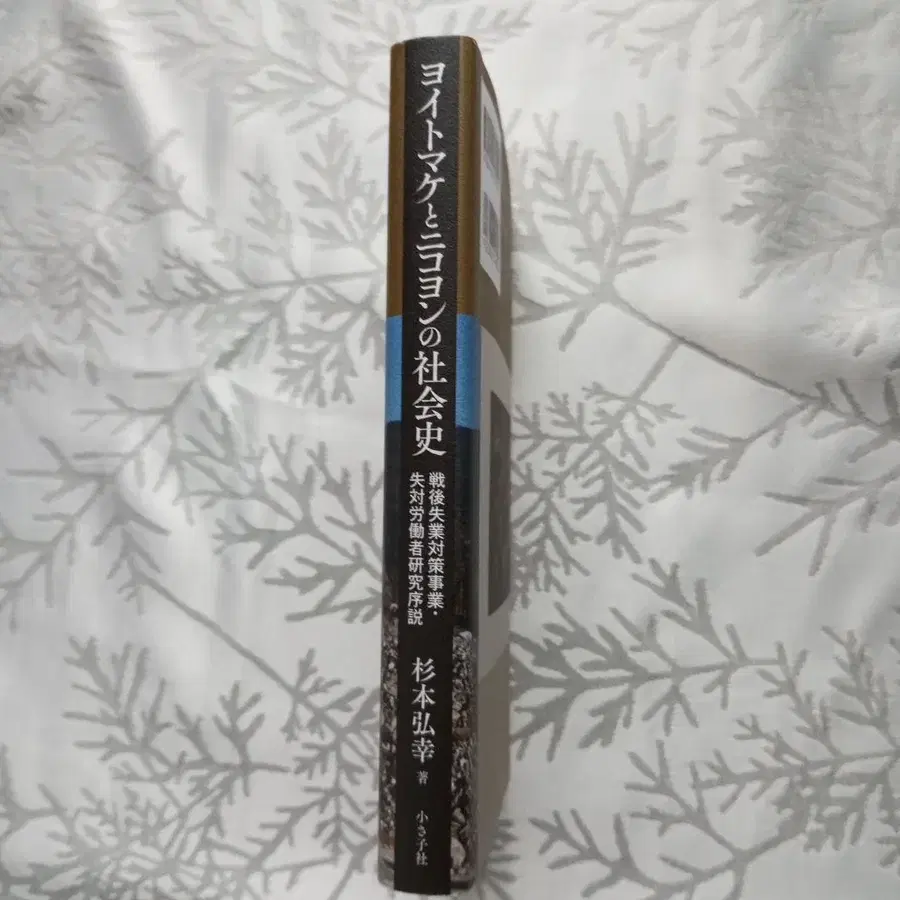 ヨイトマケとニコヨンの社会史
戦後失業対策事業・
失対労働者研究序説
杉本弘幸 著
小さ子社